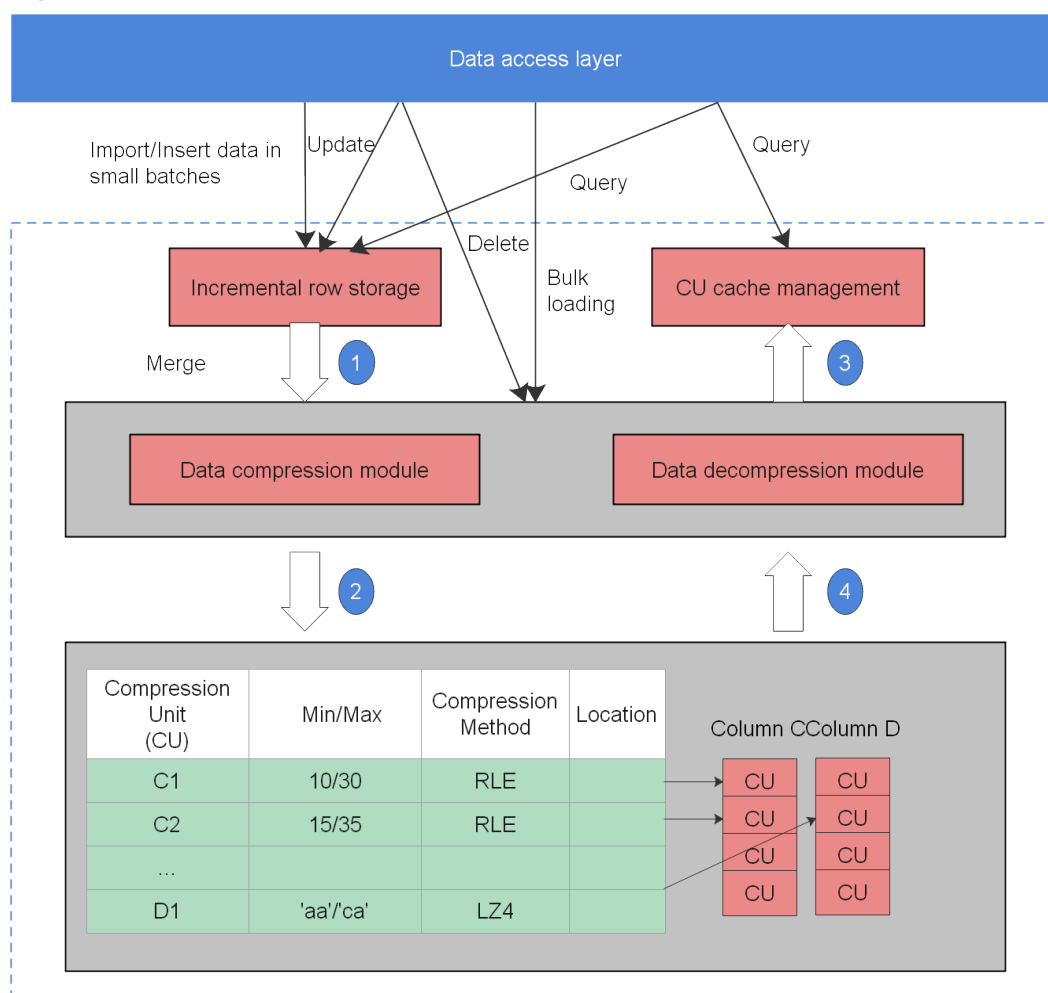 Data access layer
Import/Insert data in
small batches
Update
Query
Query
Delete
Bulk
loading
Incremental row storage
CU cache management
Merge
1
3
Data compression module
Data decompression module
2
4
Compression
Unit
(CU)
Min/Max
Compression
Method
Location
Column C
Column D
C1
10/30
RLE
CU
CU
C2
15/35
RLE
CU
CU
...
CU
CU
D1
'aa'/'ca'
LZ4
CU
CU